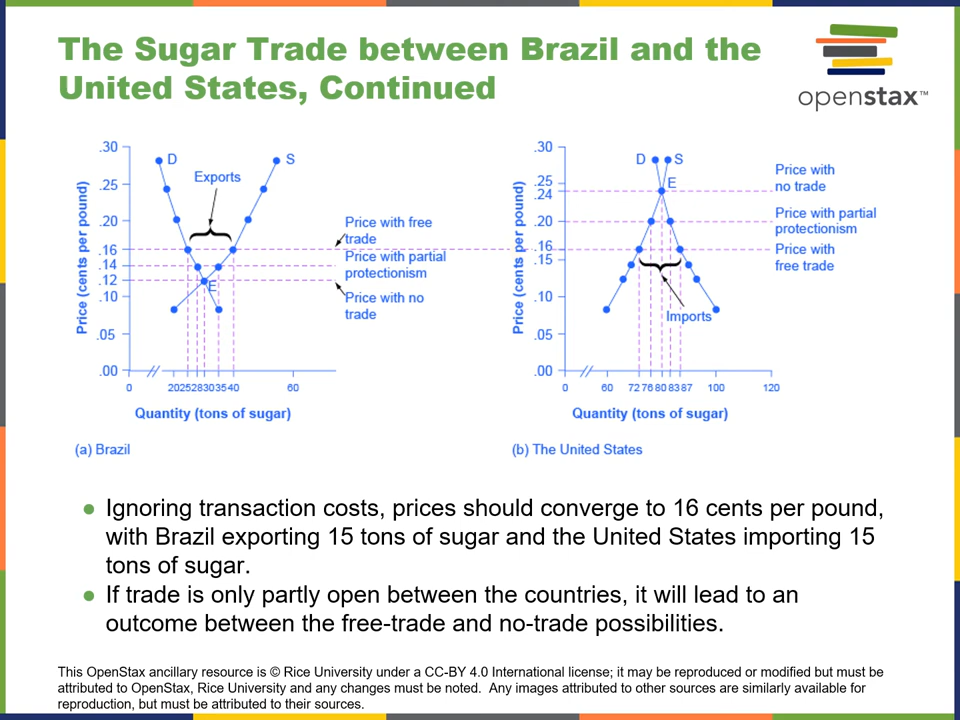 The Sugar Trade between Brazil and the
United States, Continued
openstax™
.30
.25
.20
.16
.14
.12
.10
.05
.00
Price (cents per pound)
D
S
Exports
E
Price with free
trade
Price with partial
protectionism
Price with no
trade
0
20 25 28 30 35 40
60
Quantity (tons of sugar)
(a) Brazil
.30
.25
.24
.20
.16
.15
.10
.05
.00
Price (cents per pound)
D
S
E
Price with
no trade
Price with partial
protectionism
Price with
free trade
Imports
0
60
72 76 80 83 87
100
120
Quantity (tons of sugar)
(b) The United States
● Ignoring transaction costs, prices should converge to 16 cents per pound,
with Brazil exporting 15 tons of sugar and the United States importing 15
tons of sugar.
● If trade is only partly open between the countries, it will lead to an
outcome between the free-trade and no-trade possibilities.
This OpenStax ancillary resource is © Rice University under a CC-BY 4.0 International license; it may be reproduced or modified but must be
attributed to OpenStax, Rice University and any changes must be noted. Any images attributed to other sources are similarly available for
reproduction, but must be attributed to their sources.